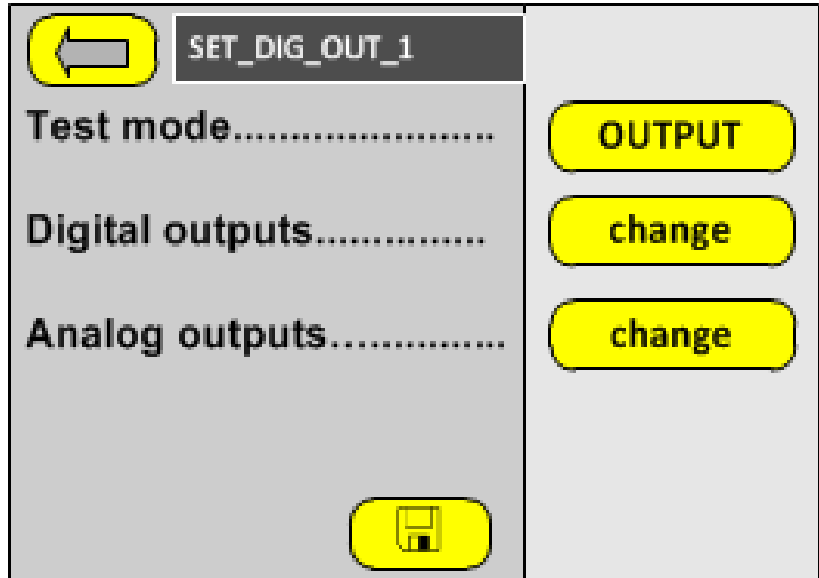 SET_DIG_OUT_1
Test mode....................... OUTPUT
Digital outputs............... change
Analog outputs............... change